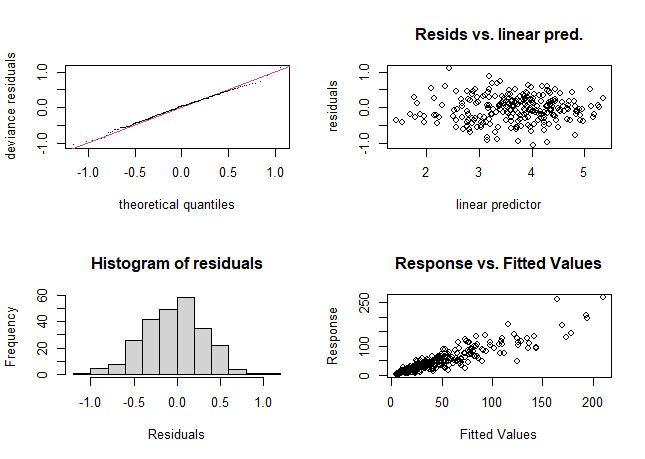 deviance residuals
1.0
0.0
-1.0
-1.0
-0.5
0.0
0.5
1.0
theoretical quantiles
Resids vs. linear pred.
residuals
1.0
0.0
-1.0
2
3
4
5
linear predictor
Histogram of residuals
Frequency
60
40
20
0
-1.0
0.0
0.5
1.0
Residuals
Response vs. Fitted Values
Response
250
100
0
0
50
100
150
200
Fitted Values